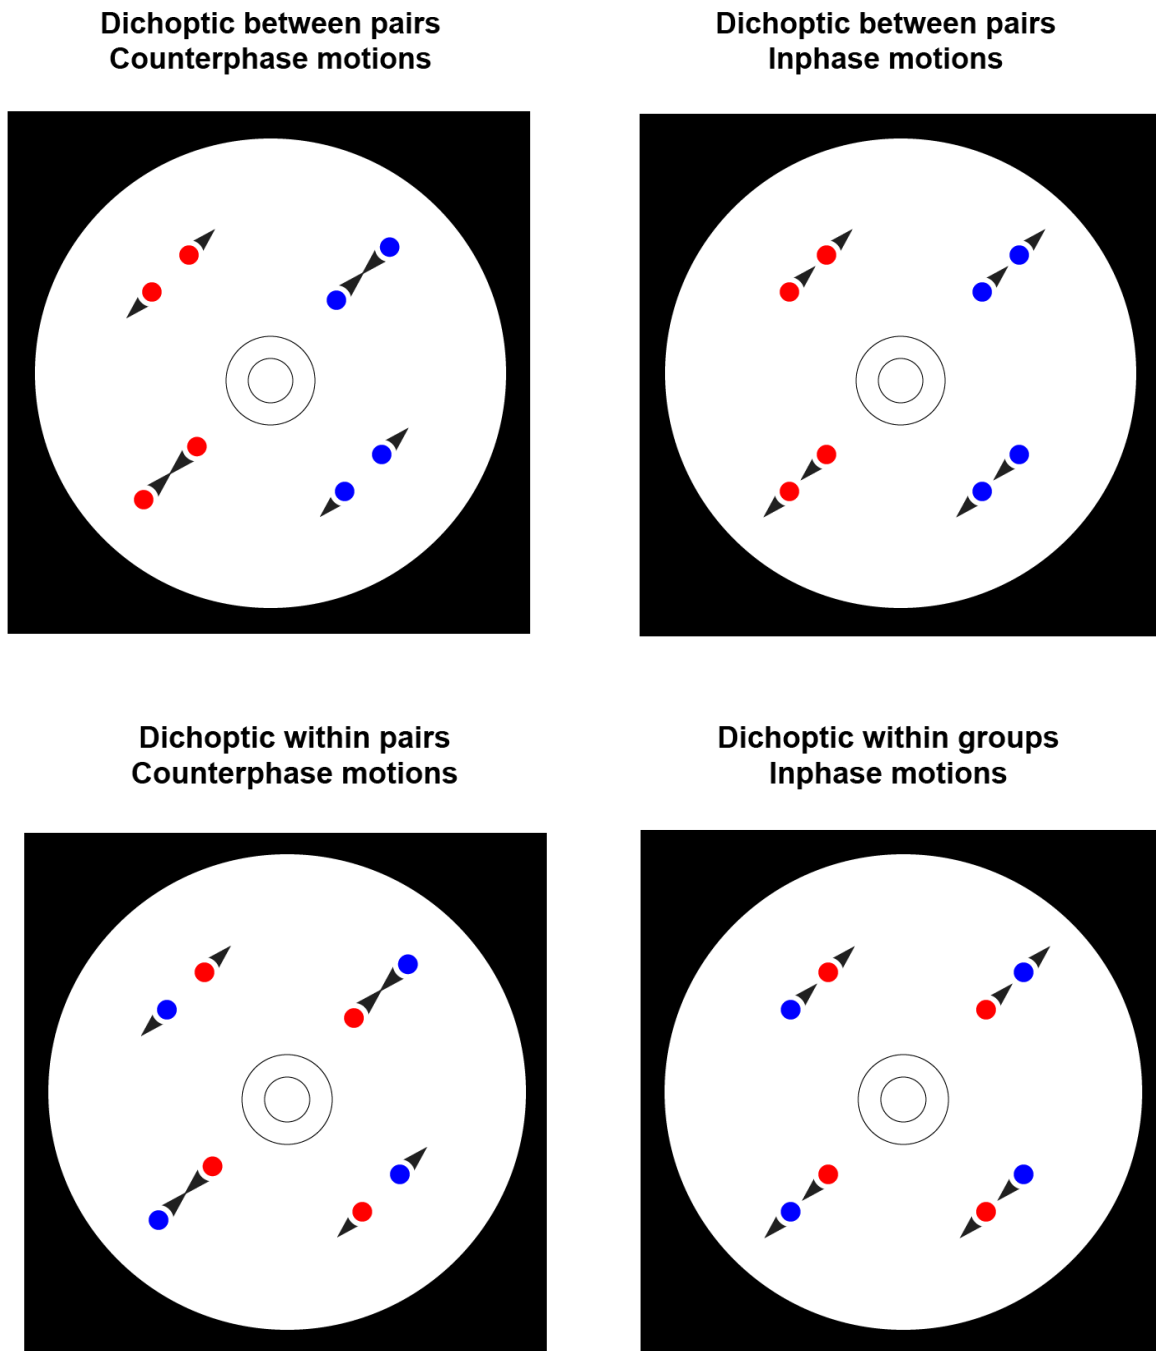 Dichoptic between pairs
Counterphase motions
Dichoptic between pairs
Inphase motions
Dichoptic within pairs
Counterphase motions
Dichoptic within groups
Inphase motions